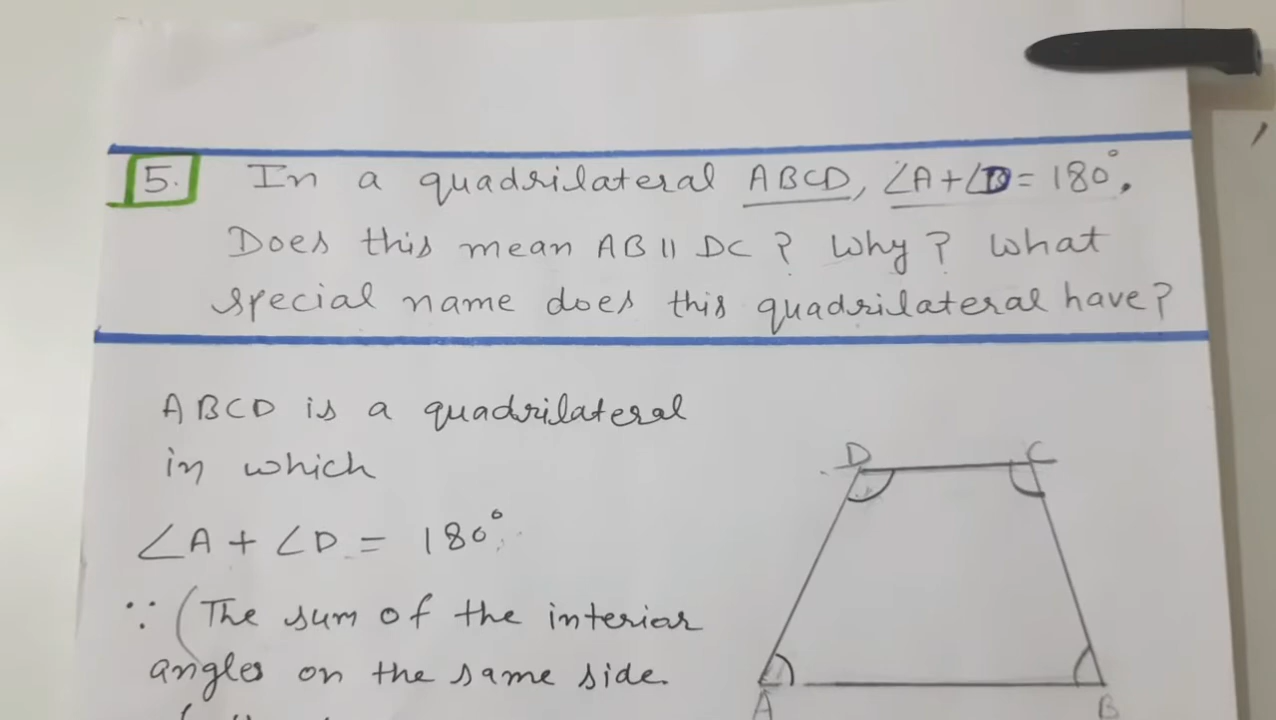 5. In a quadrilateral ABCD, ∠A+∠D = 180°.
Does this mean AB || DC ? Why ? What
special name does this quadrilateral have?
ABCD is a quadrilateral
in which
∠A + ∠D = 180°
∵ (The sum of the interior
angles on the same side
D C
A B